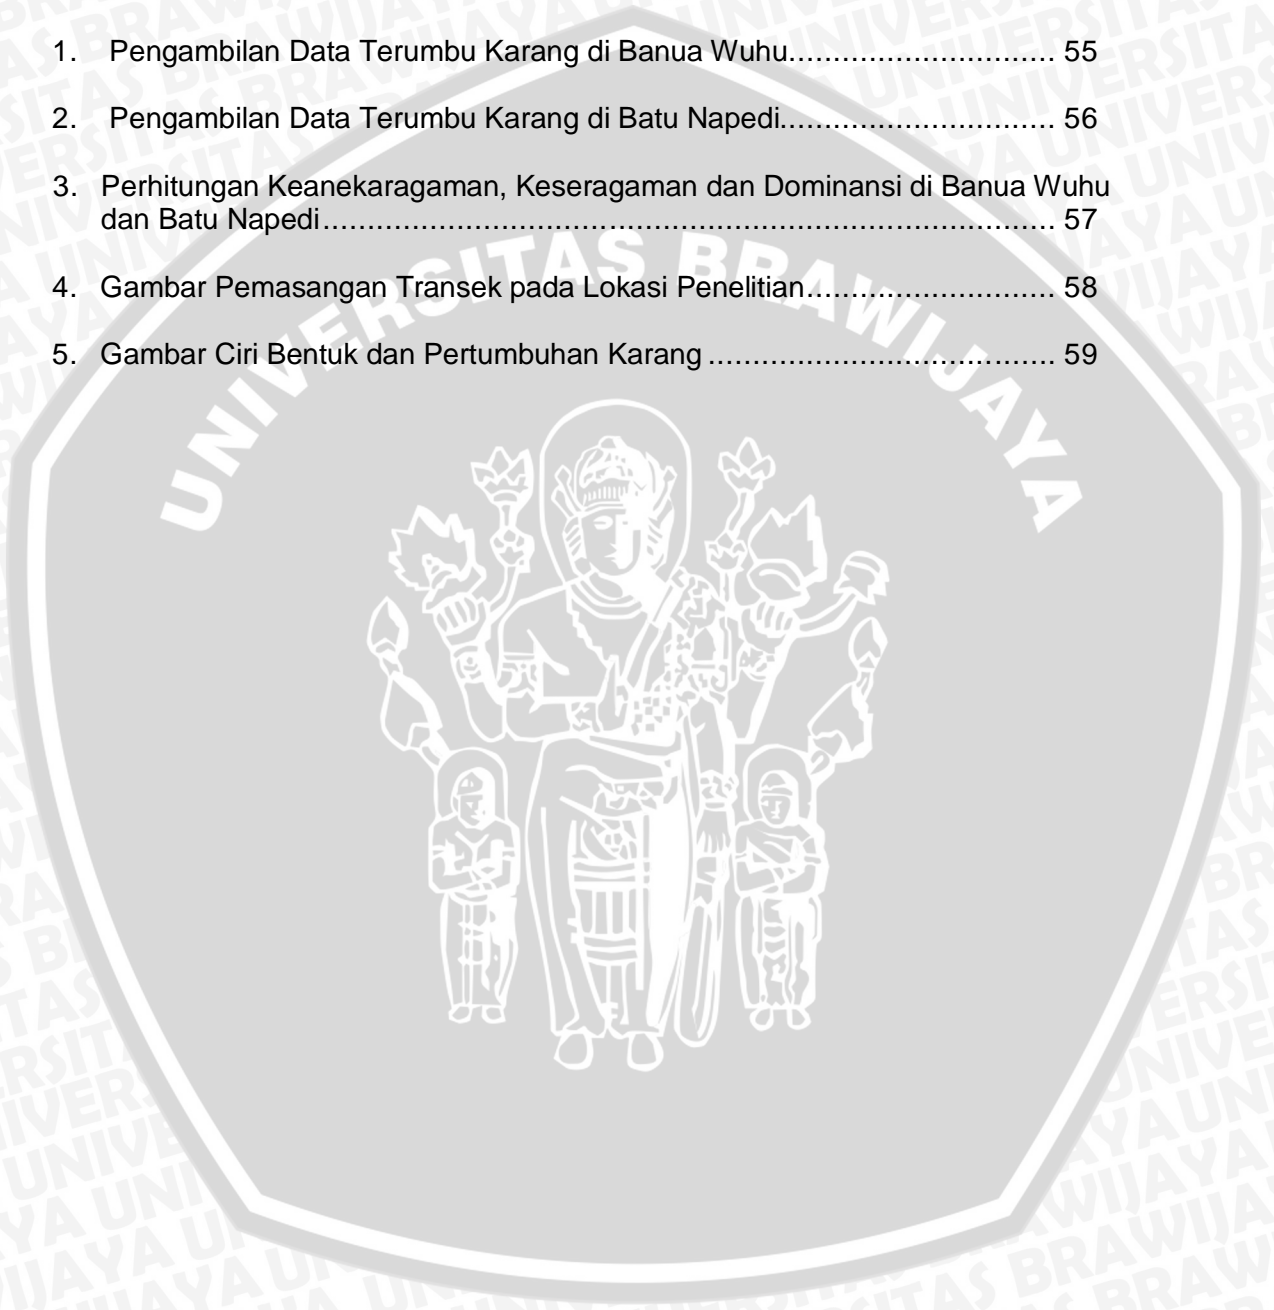 1. Pengambilan Data Terumbu Karang di Banua Wuhu............................... 55
2. Pengambilan Data Terumbu Karang di Batu Napedi............................... 56
3. Perhitungan Keanekaragaman, Keseragaman dan Dominansi di Banua Wuhu
dan Batu Napedi.................................................................................... 57
4. Gambar Pemasangan Transek pada Lokasi Penelitian............................ 58
5. Gambar Ciri Bentuk dan Pertumbuhan Karang ....................................... 59
UNIVERSITAS BRAWIJAYA